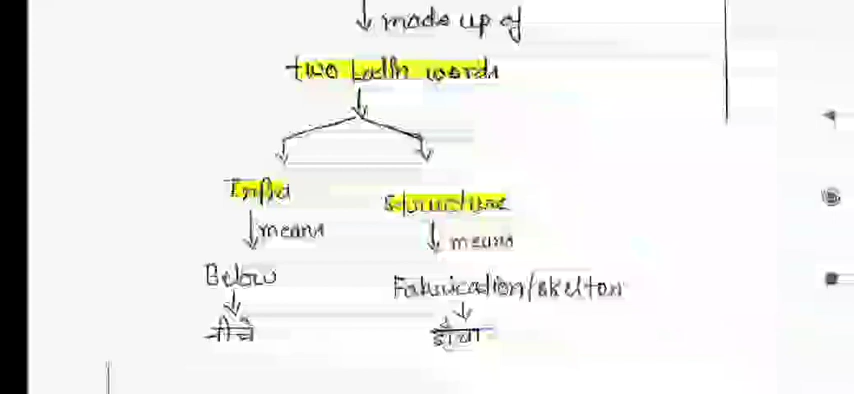 made up of
two Latin words
Infra
structure
means
means
Below
Fabrication/skelton
नीचे
ढांचा